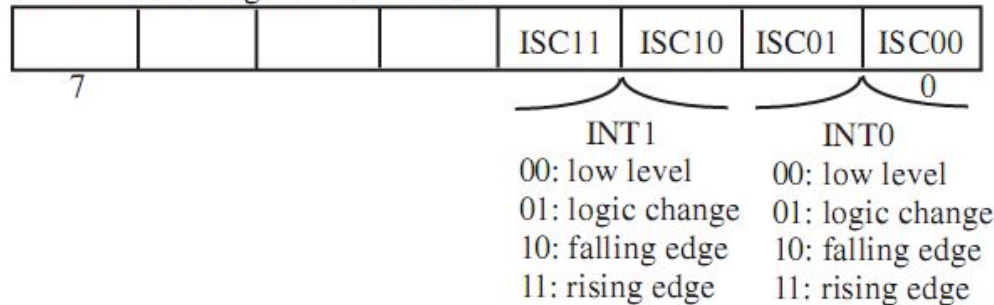 ISC11 ISC10 ISC01 ISC00
7 0
INT1 INT0
00: low level 00: low level
01: logic change 01: logic change
10: falling edge 10: falling edge
11: rising edge 11: rising edge